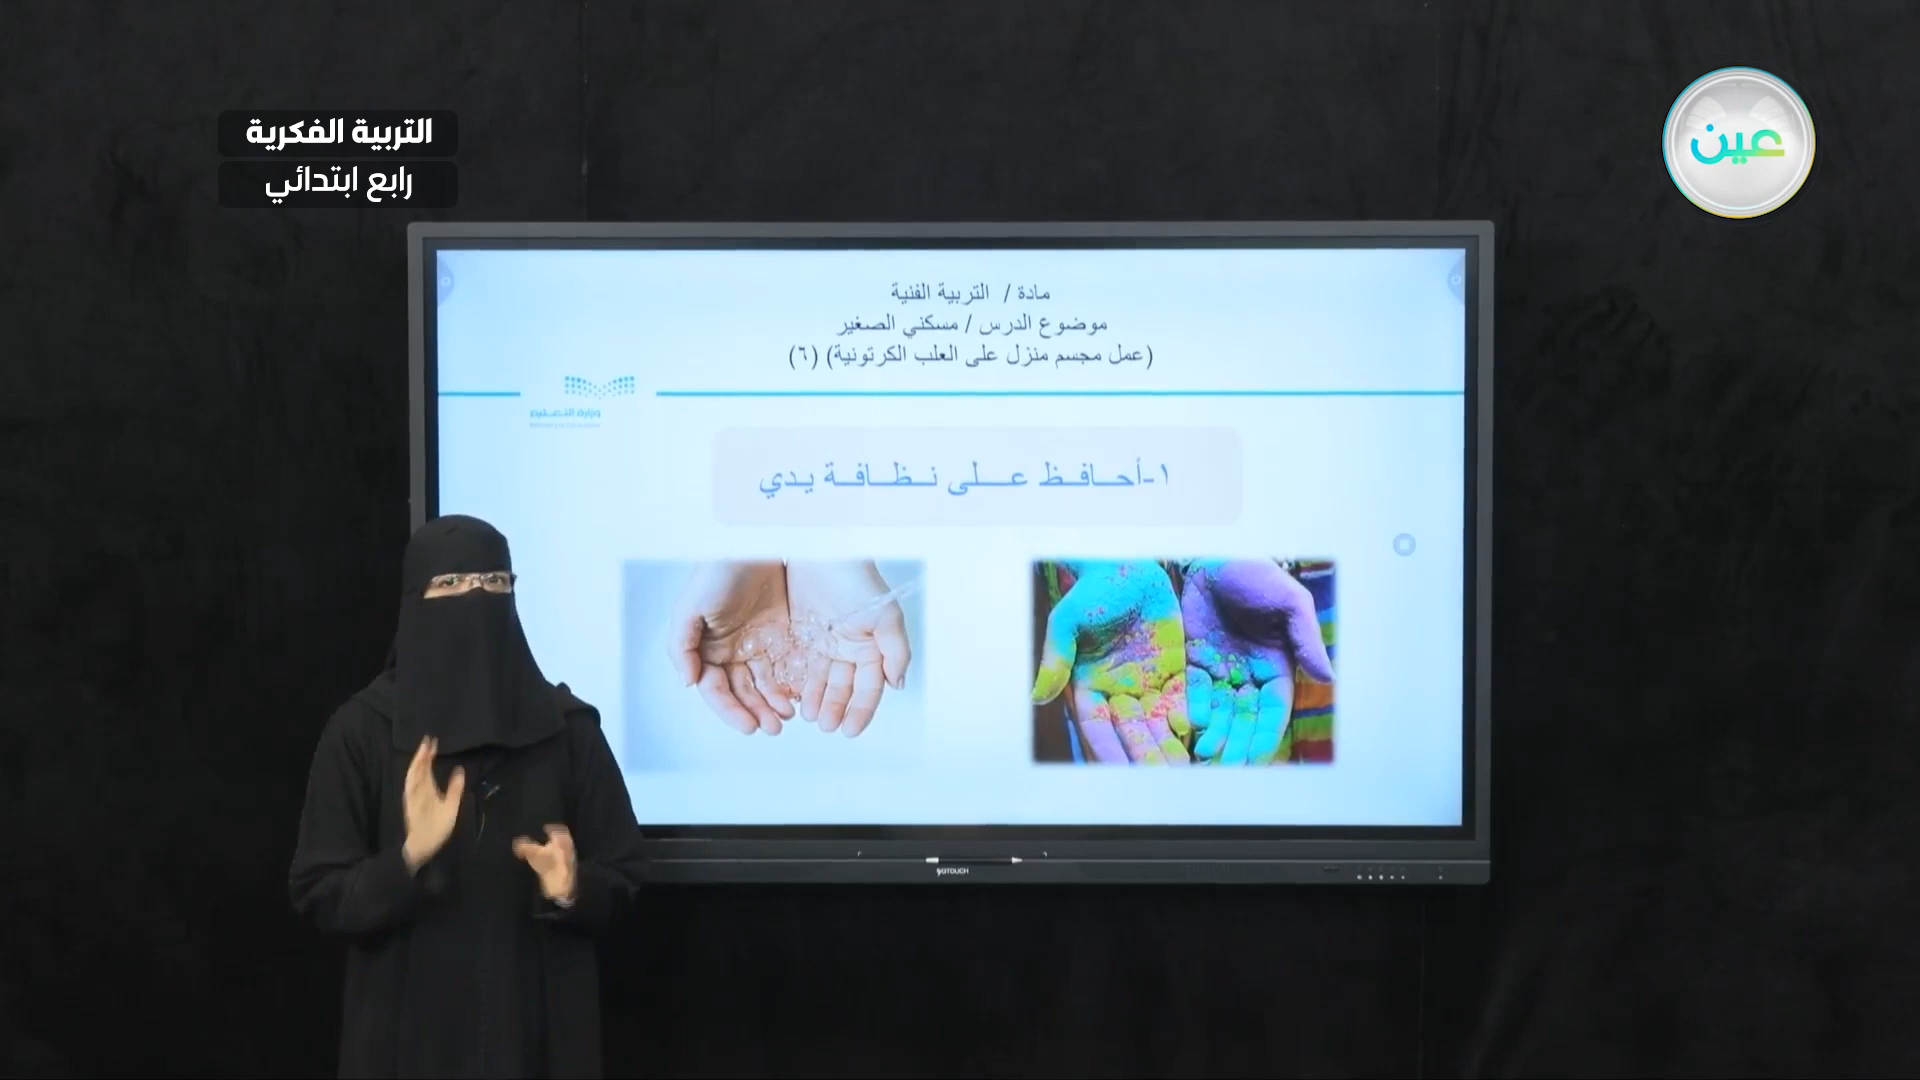 التربية الفكرية
رابع ابتدائي
عين
مادة / التربية الفنية
موضوع الدرس / مسكني الصغير
(عمل مجسم منزل على العلب الكرتونية) (٦)
وزارة التعليم
١-أحافظ على نظافة يدي